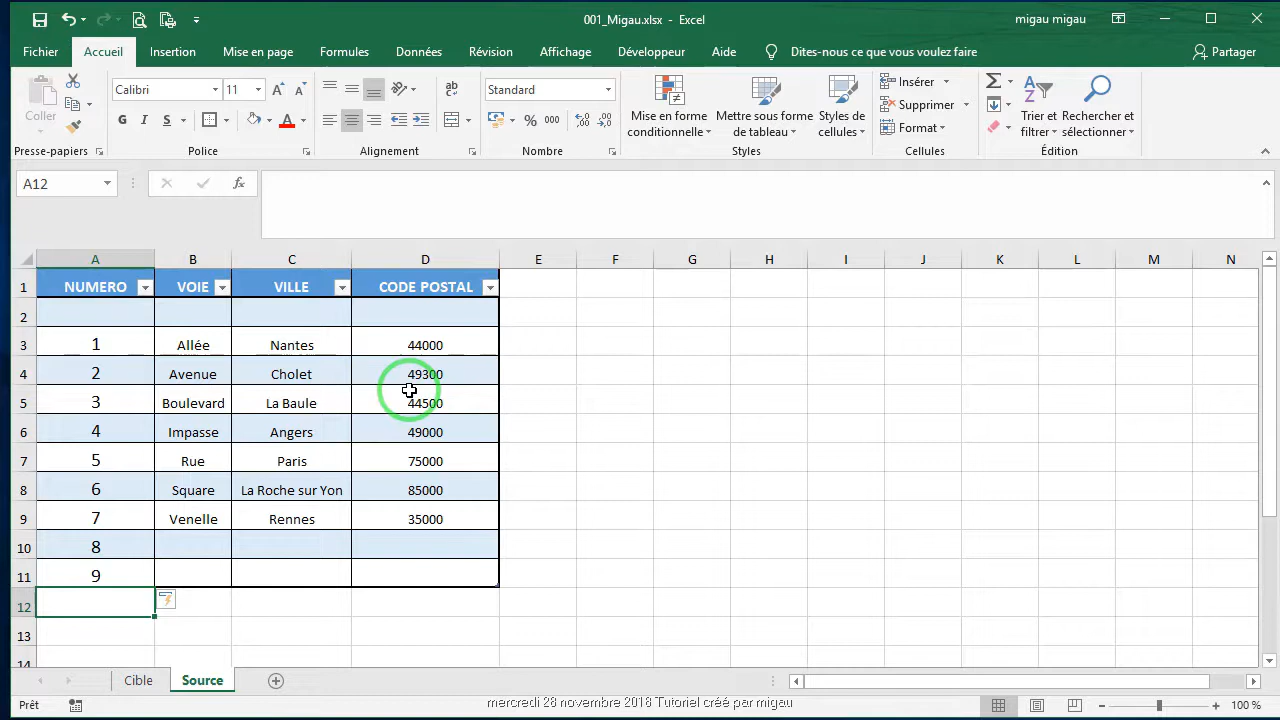 001_Migau.xlsx - Excel
migau migau
Fichier Accueil Insertion Mise en page Formules Données Révision Affichage Développeur Aide Dites-nous ce que vous voulez faire Partager
Coller
Calibri 11
Standard
Mise en forme conditionnelle
Mettre sous forme de tableau
Styles de cellules
Insérer
Supprimer
Format
Trier et filtrer
Rechercher et sélectionner
G I S A % 000
Presse-papiers Police Alignement Nombre Styles Cellules Édition
A12 fx
A B C D E F G H I J K L M N
1 NUMERO VOIE VILLE CODE POSTAL
2
3 1 Allée Nantes 44000
4 2 Avenue Cholet 49300
5 3 Boulevard La Baule 44500
6 4 Impasse Angers 49000
7 5 Rue Paris 75000
8 6 Square La Roche sur Yon 85000
9 7 Venelle Rennes 35000
10 8
11 9
12
13
14
Cible Source
Prêt mercredi 28 novembre 2018 Tutoriel créé par migau 100 %